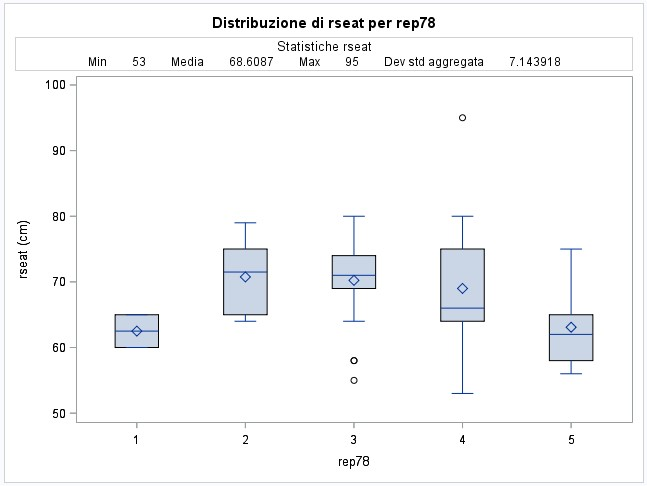 Distribuzione di rseat per rep78
Statistiche rseat
Min 53 Media 68.6087 Max 95 Dev std aggregata 7.143918
100
90
80
70
60
50
rseat (cm)
1 2 3 4 5
rep78